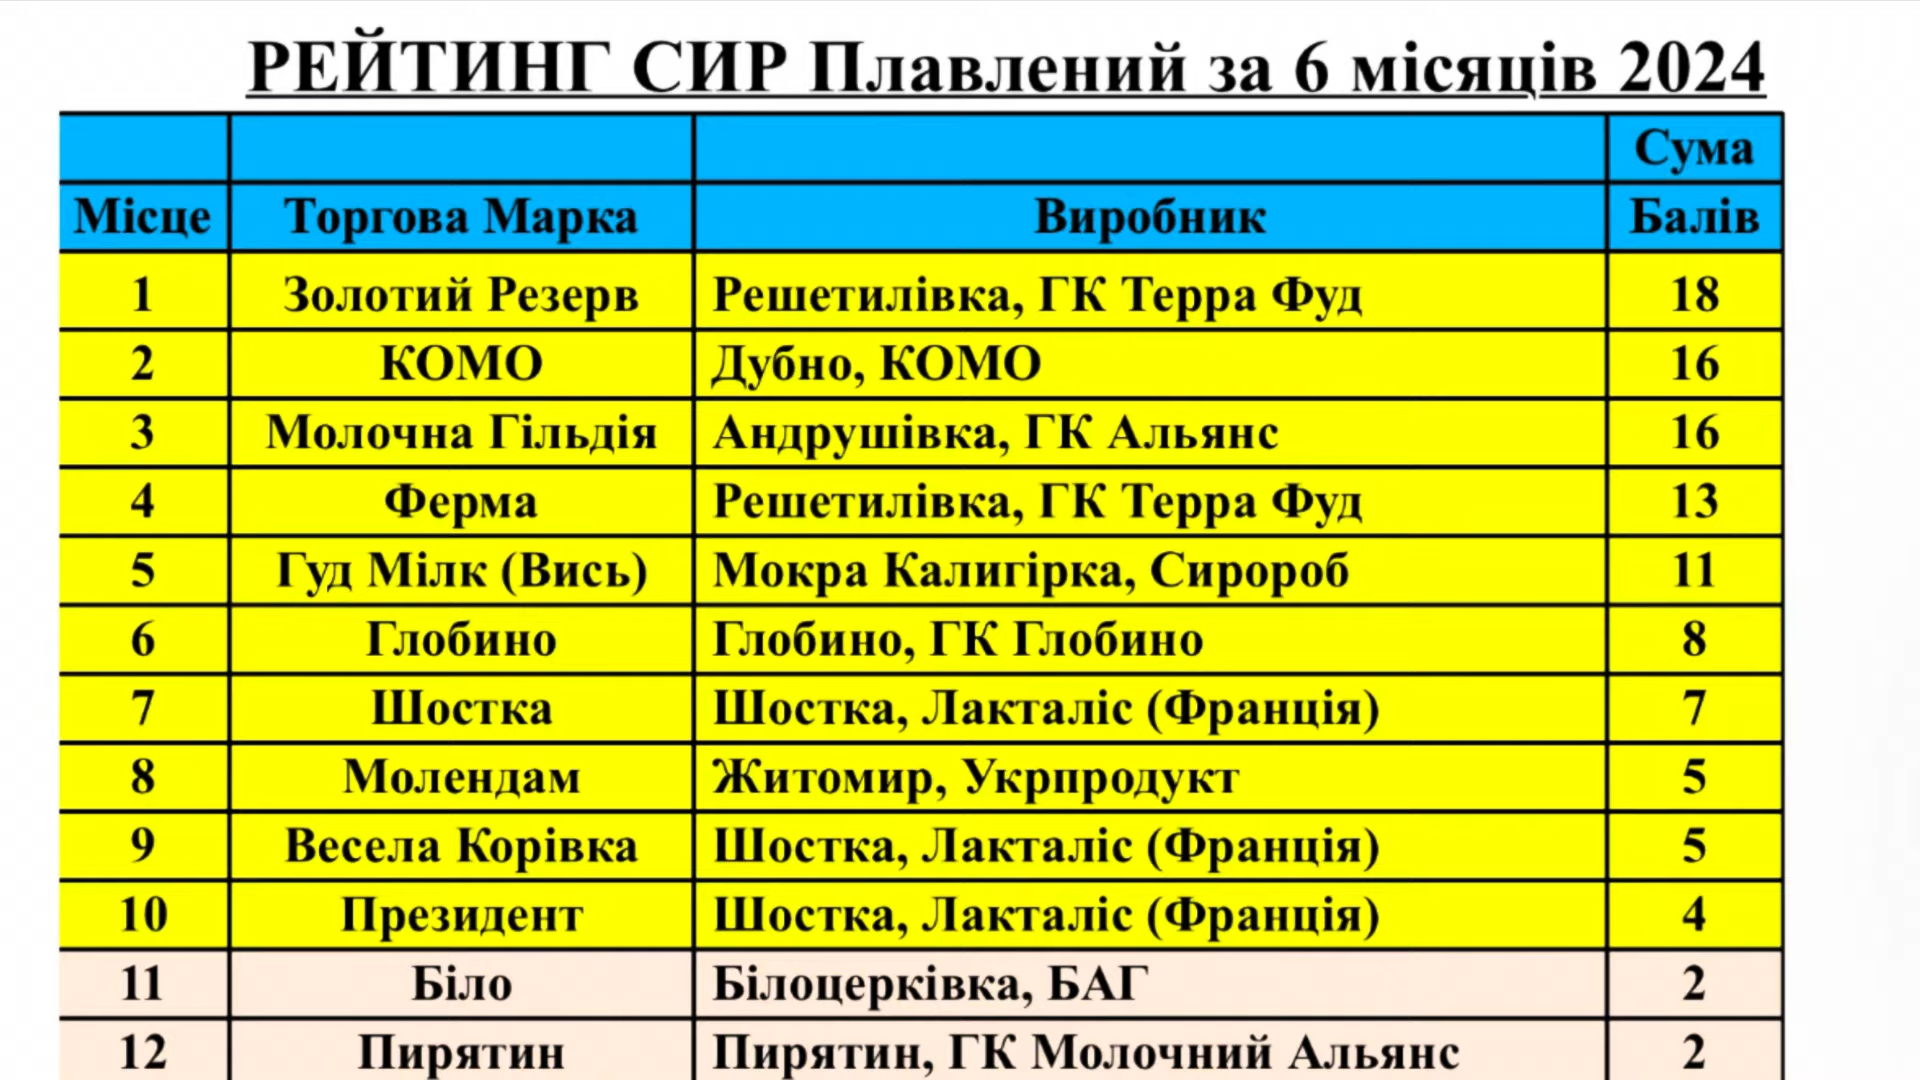 РЕЙТИНГ СИР Плавлений за 6 місяців 2024
Сума
Місце Торгова Марка Виробник Балів
1 Золотий Резерв Решетилівка, ГК Терра Фуд 18
2 КОМО Дубно, КОМО 16
3 Молочна Гільдія Андрушівка, ГК Альянс 16
4 Ферма Решетилівка, ГК Терра Фуд 13
5 Гуд Мілк (Вись) Мокра Калигірка, Сиророб 11
6 Глобино Глобино, ГК Глобино 8
7 Шостка Шостка, Лакталіс (Франція) 7
8 Молендам Житомир, Укрпродукт 5
9 Весела Корівка Шостка, Лакталіс (Франція) 5
10 Президент Шостка, Лакталіс (Франція) 4
11 Біло Білоцерківка, БАГ 2
12 Пирятин Пирятин, ГК Молочний Альянс 2